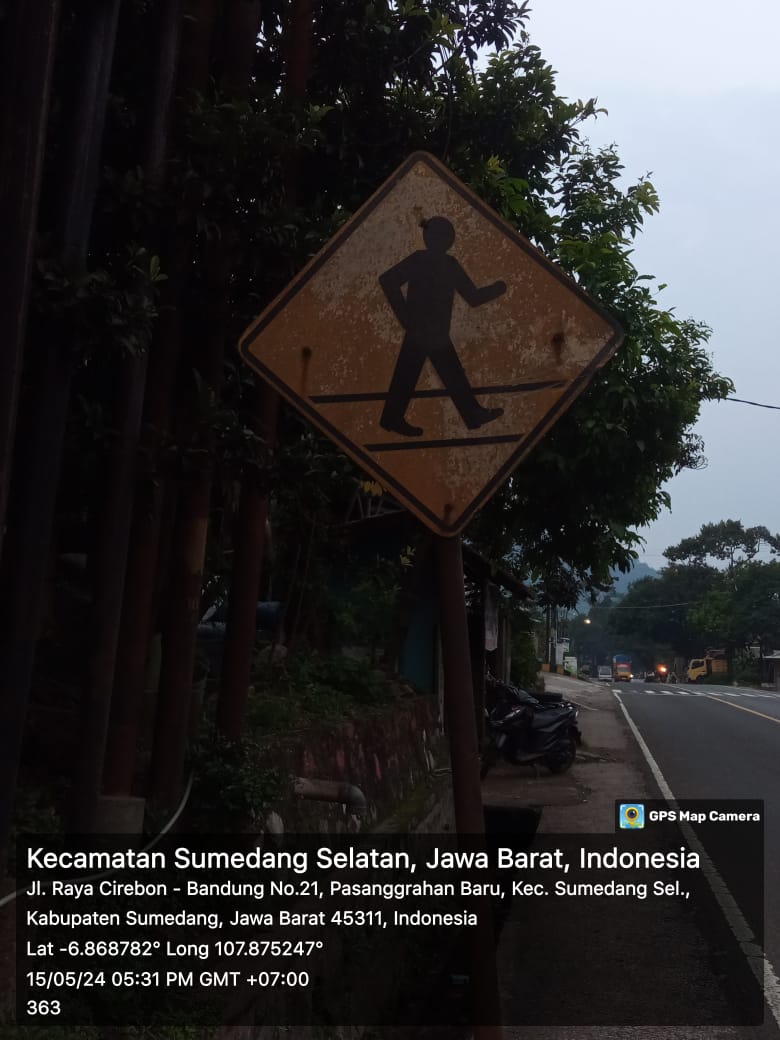 GPS Map Camera
Kecamatan Sumedang Selatan, Jawa Barat, Indonesia
Jl. Raya Cirebon - Bandung No.21, Pasanggrahan Baru, Kec. Sumedang Sel.,
Kabupaten Sumedang, Jawa Barat 45311, Indonesia
Lat -6.868782° Long 107.875247°
15/05/24 05:31 PM GMT +07:00
363